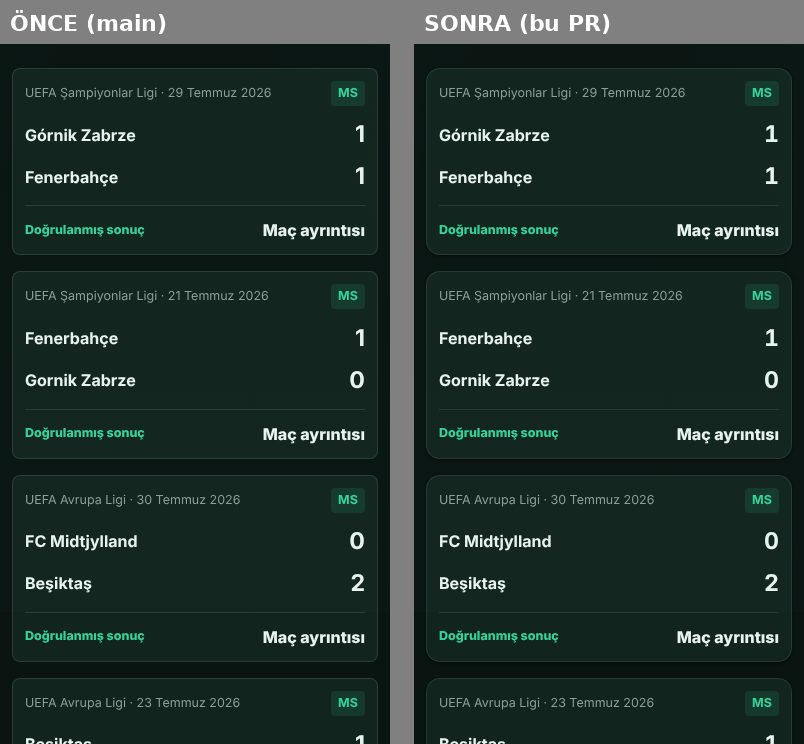 ÖNCE (main)
UEFA Şampiyonlar Ligi · 29 Temmuz 2026 MS
Górnik Zabrze 1
Fenerbahçe 1
Doğrulanmış sonuç Maç ayrıntısı
UEFA Şampiyonlar Ligi · 21 Temmuz 2026 MS
Fenerbahçe 1
Gornik Zabrze 0
Doğrulanmış sonuç Maç ayrıntısı
UEFA Avrupa Ligi · 30 Temmuz 2026 MS
FC Midtjylland 0
Beşiktaş 2
Doğrulanmış sonuç Maç ayrıntısı
UEFA Avrupa Ligi · 23 Temmuz 2026 MS
Beşiktaş 1
SONRA (bu PR)
UEFA Şampiyonlar Ligi · 29 Temmuz 2026 MS
Górnik Zabrze 1
Fenerbahçe 1
Doğrulanmış sonuç Maç ayrıntısı
UEFA Şampiyonlar Ligi · 21 Temmuz 2026 MS
Fenerbahçe 1
Gornik Zabrze 0
Doğrulanmış sonuç Maç ayrıntısı
UEFA Avrupa Ligi · 30 Temmuz 2026 MS
FC Midtjylland 0
Beşiktaş 2
Doğrulanmış sonuç Maç ayrıntısı
UEFA Avrupa Ligi · 23 Temmuz 2026 MS
Beşiktaş 1